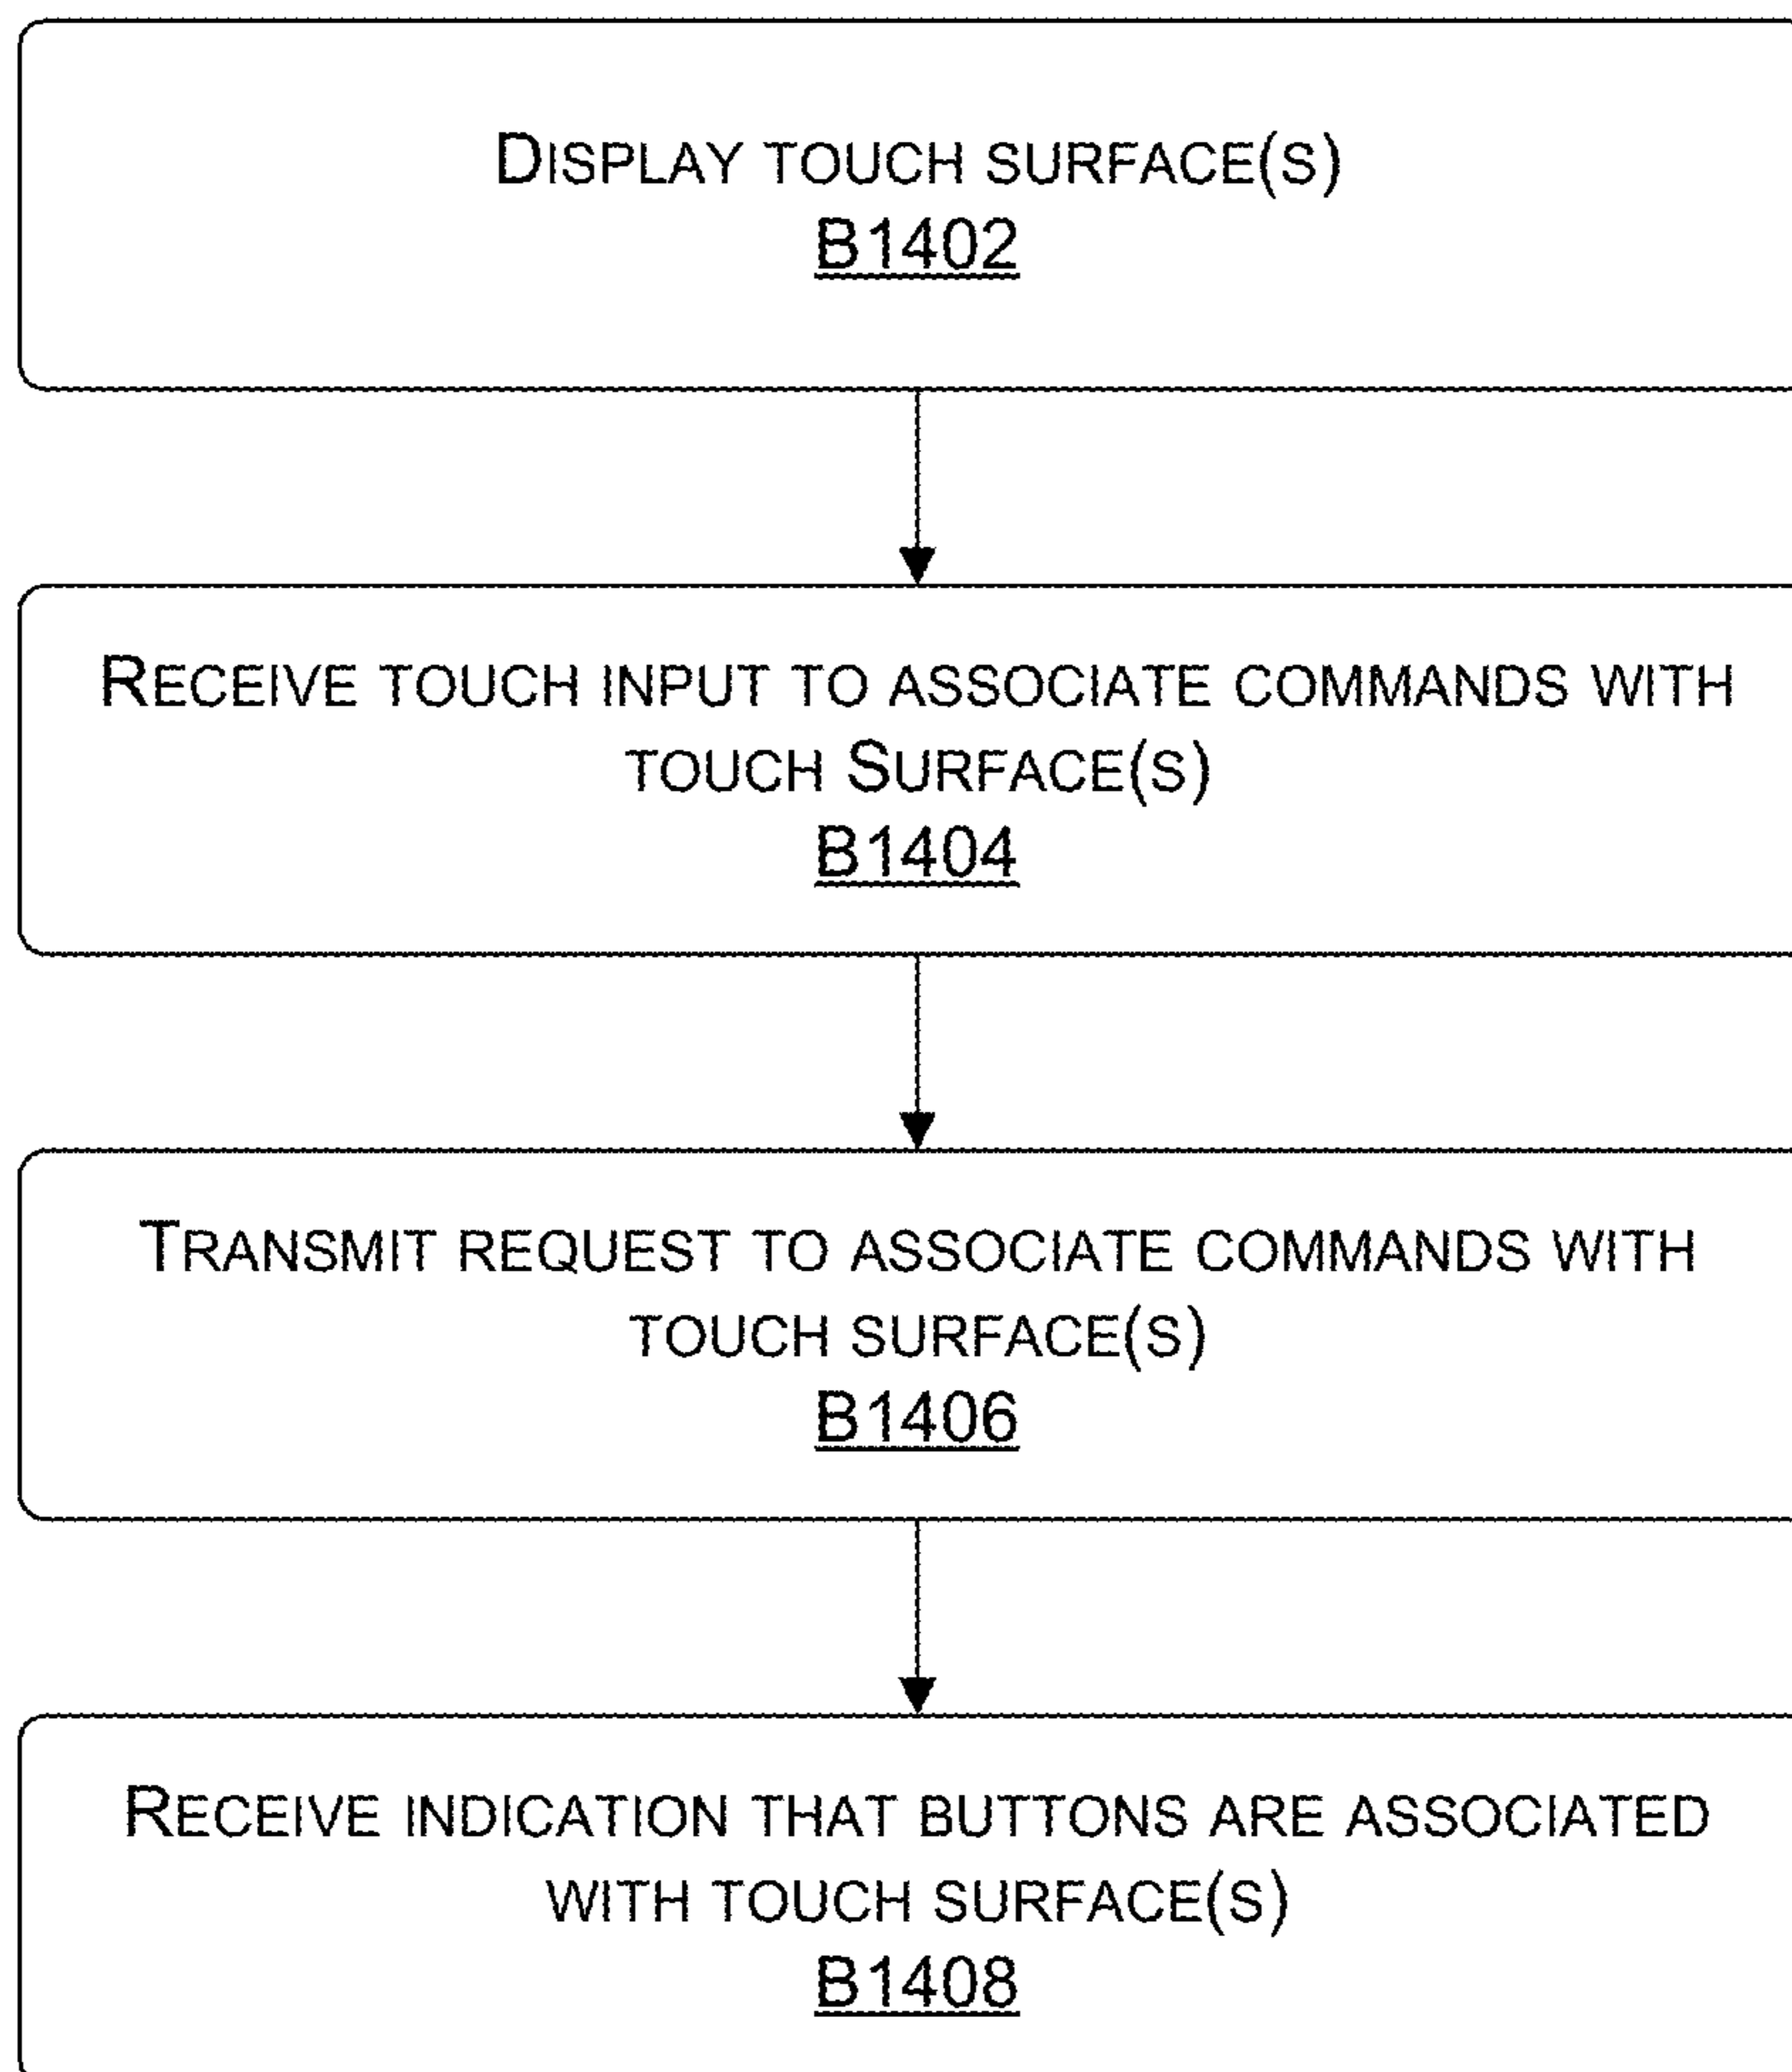 DISPLAY TOUCH SURFACE(S)
B1402
RECEIVE TOUCH INPUT TO ASSOCIATE COMMANDS WITH
TOUCH SURFACE(S)
B1404
TRANSMIT REQUEST TO ASSOCIATE COMMANDS WITH
TOUCH SURFACE(S)
B1406
RECEIVE INDICATION THAT BUTTONS ARE ASSOCIATED
WITH TOUCH SURFACE(S)
B1408